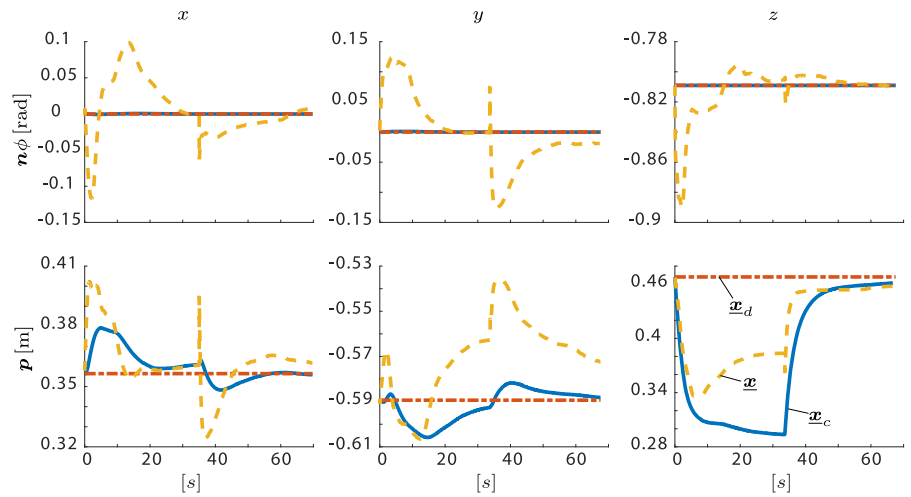 x y z
0.1
0.05
0
-0.05
-0.1
-0.15
nϕ [rad]
0.15
0.05
-0.05
-0.15
-0.78
-0.82
-0.86
-0.9
0.41
0.38
0.35
0.32
p [m]
0 20 40 60
[s]
-0.53
-0.57
-0.59
-0.61
0 20 40 60
[s]
0.46
0.4
0.34
0.28
x_d
x
x_c
0 20 40 60
[s]